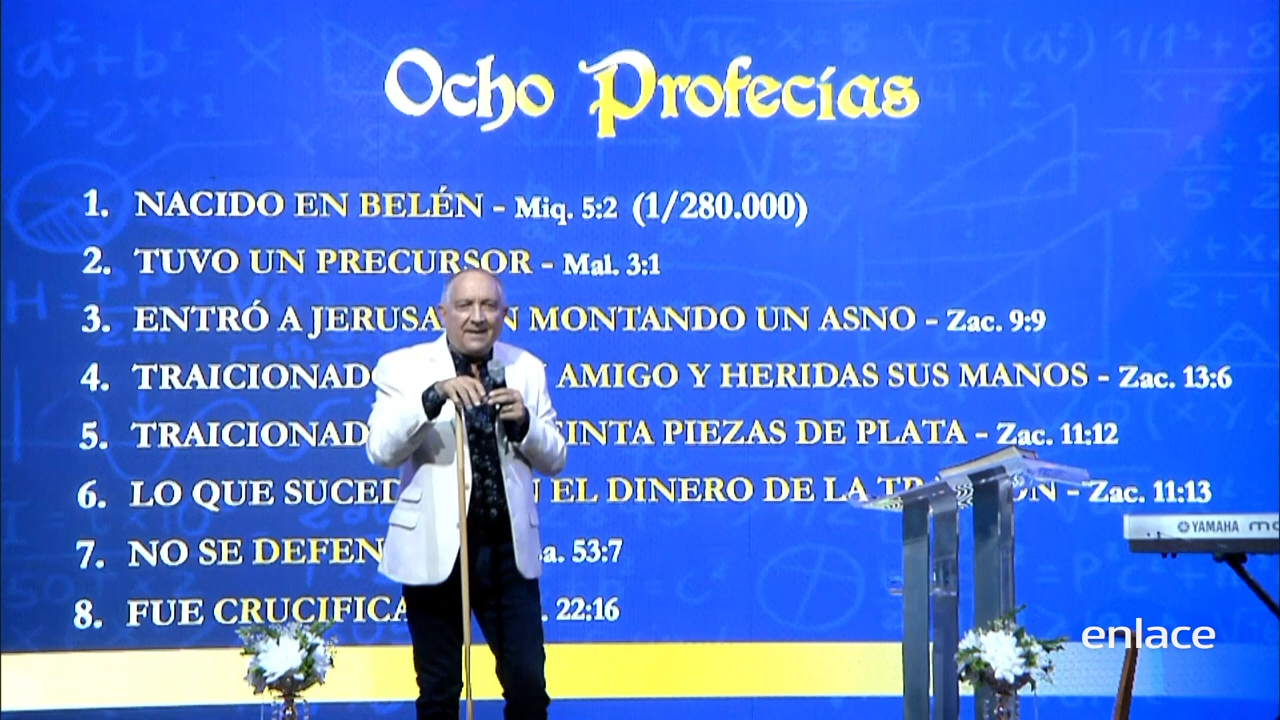 Ocho Profecías
1. NACIDO EN BELÉN - Miq. 5:2 (1/280.000)
2. TUVO UN PRECURSOR - Mal. 3:1
3. ENTRÓ A JERUSA N MONTANDO UN ASNO - Zac. 9:9
4. TRAICIONADO AMIGO Y HERIDAS SUS MANOS - Zac. 13:6
5. TRAICIONAD INTA PIEZAS DE PLATA - Zac. 11:12
6. LO QUE SUCED N EL DINERO DE LA - Zac. 11:13
7. NO SE DEFEN a. 53:7
8. FUE CRUCIFICA . 22:16
YAMAHA
enlace